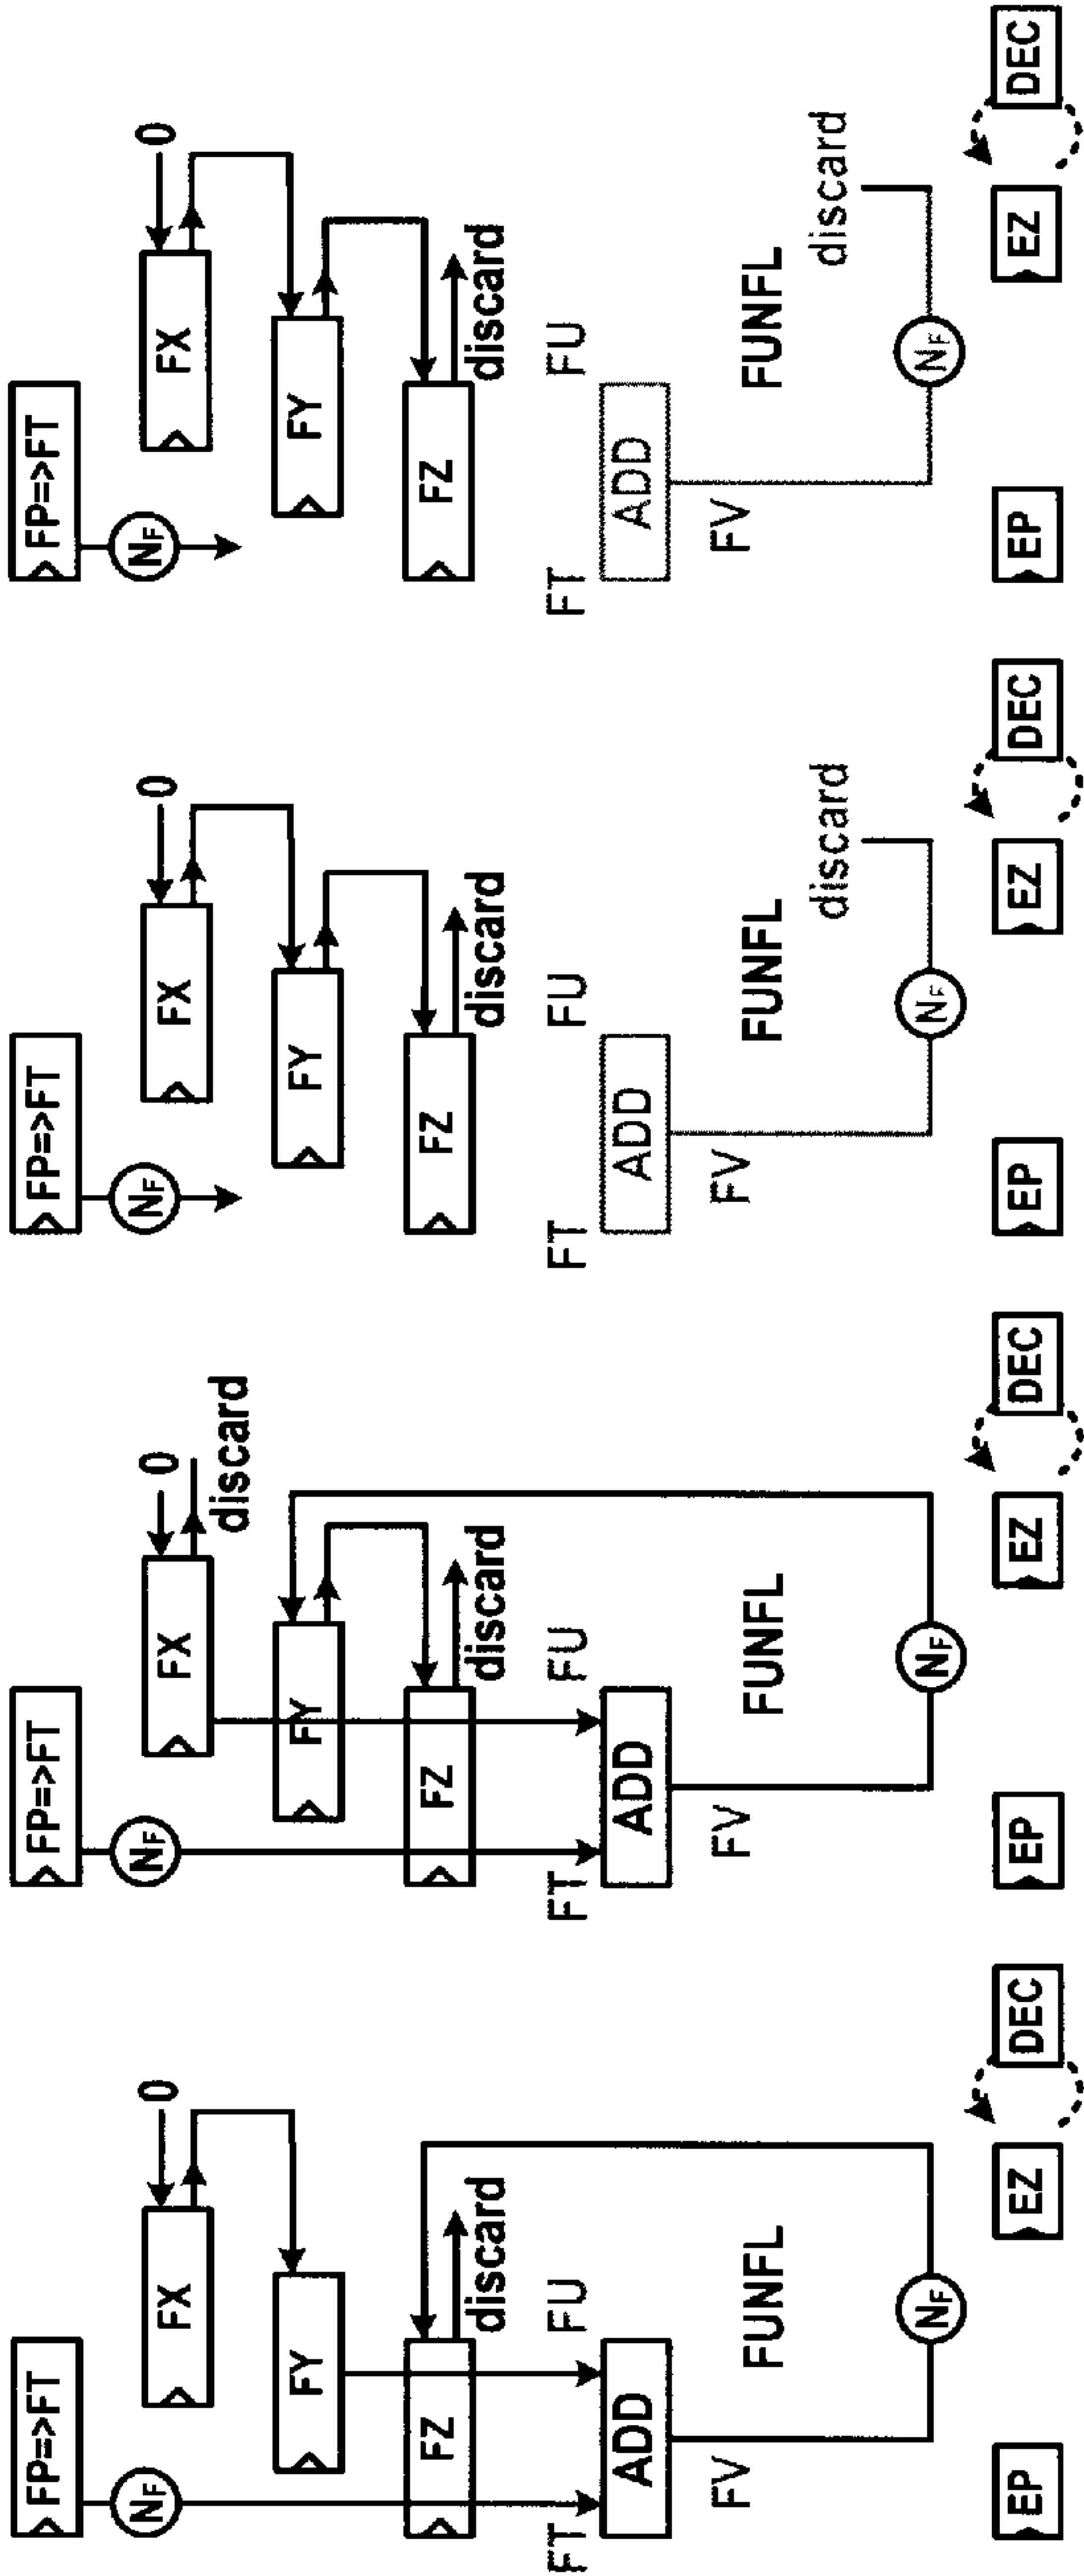 FP=>FT
NF
0
FX
FY
FZ
discard
FT FU
ADD
FV
FUNFL
NF
EP EZ DEC
FP=>FT
NF
0
FX
discard
FY
FZ
discard
FT FU
ADD
FV
FUNFL
NF
EP EZ DEC
FP=>FT
NF
0
FX
FY
FZ
discard
FT FU
ADD
FV
FUNFL
discard
NF
EP EZ DEC
FP=>FT
NF
0
FX
FY
FZ
discard
FT FU
ADD
FV
FUNFL
discard
NF
EP EZ DEC